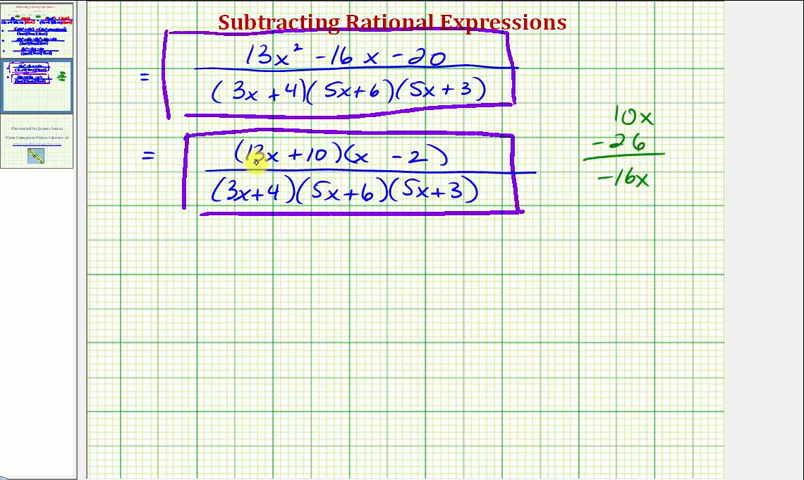 Subtracting Rational Expressions
13x² -16x -20
= (3x+4)(5x+6)(5x+3)
10x
-26
-16x
= (13x+10)(x -2)
(3x+4)(5x+6)(5x+3)